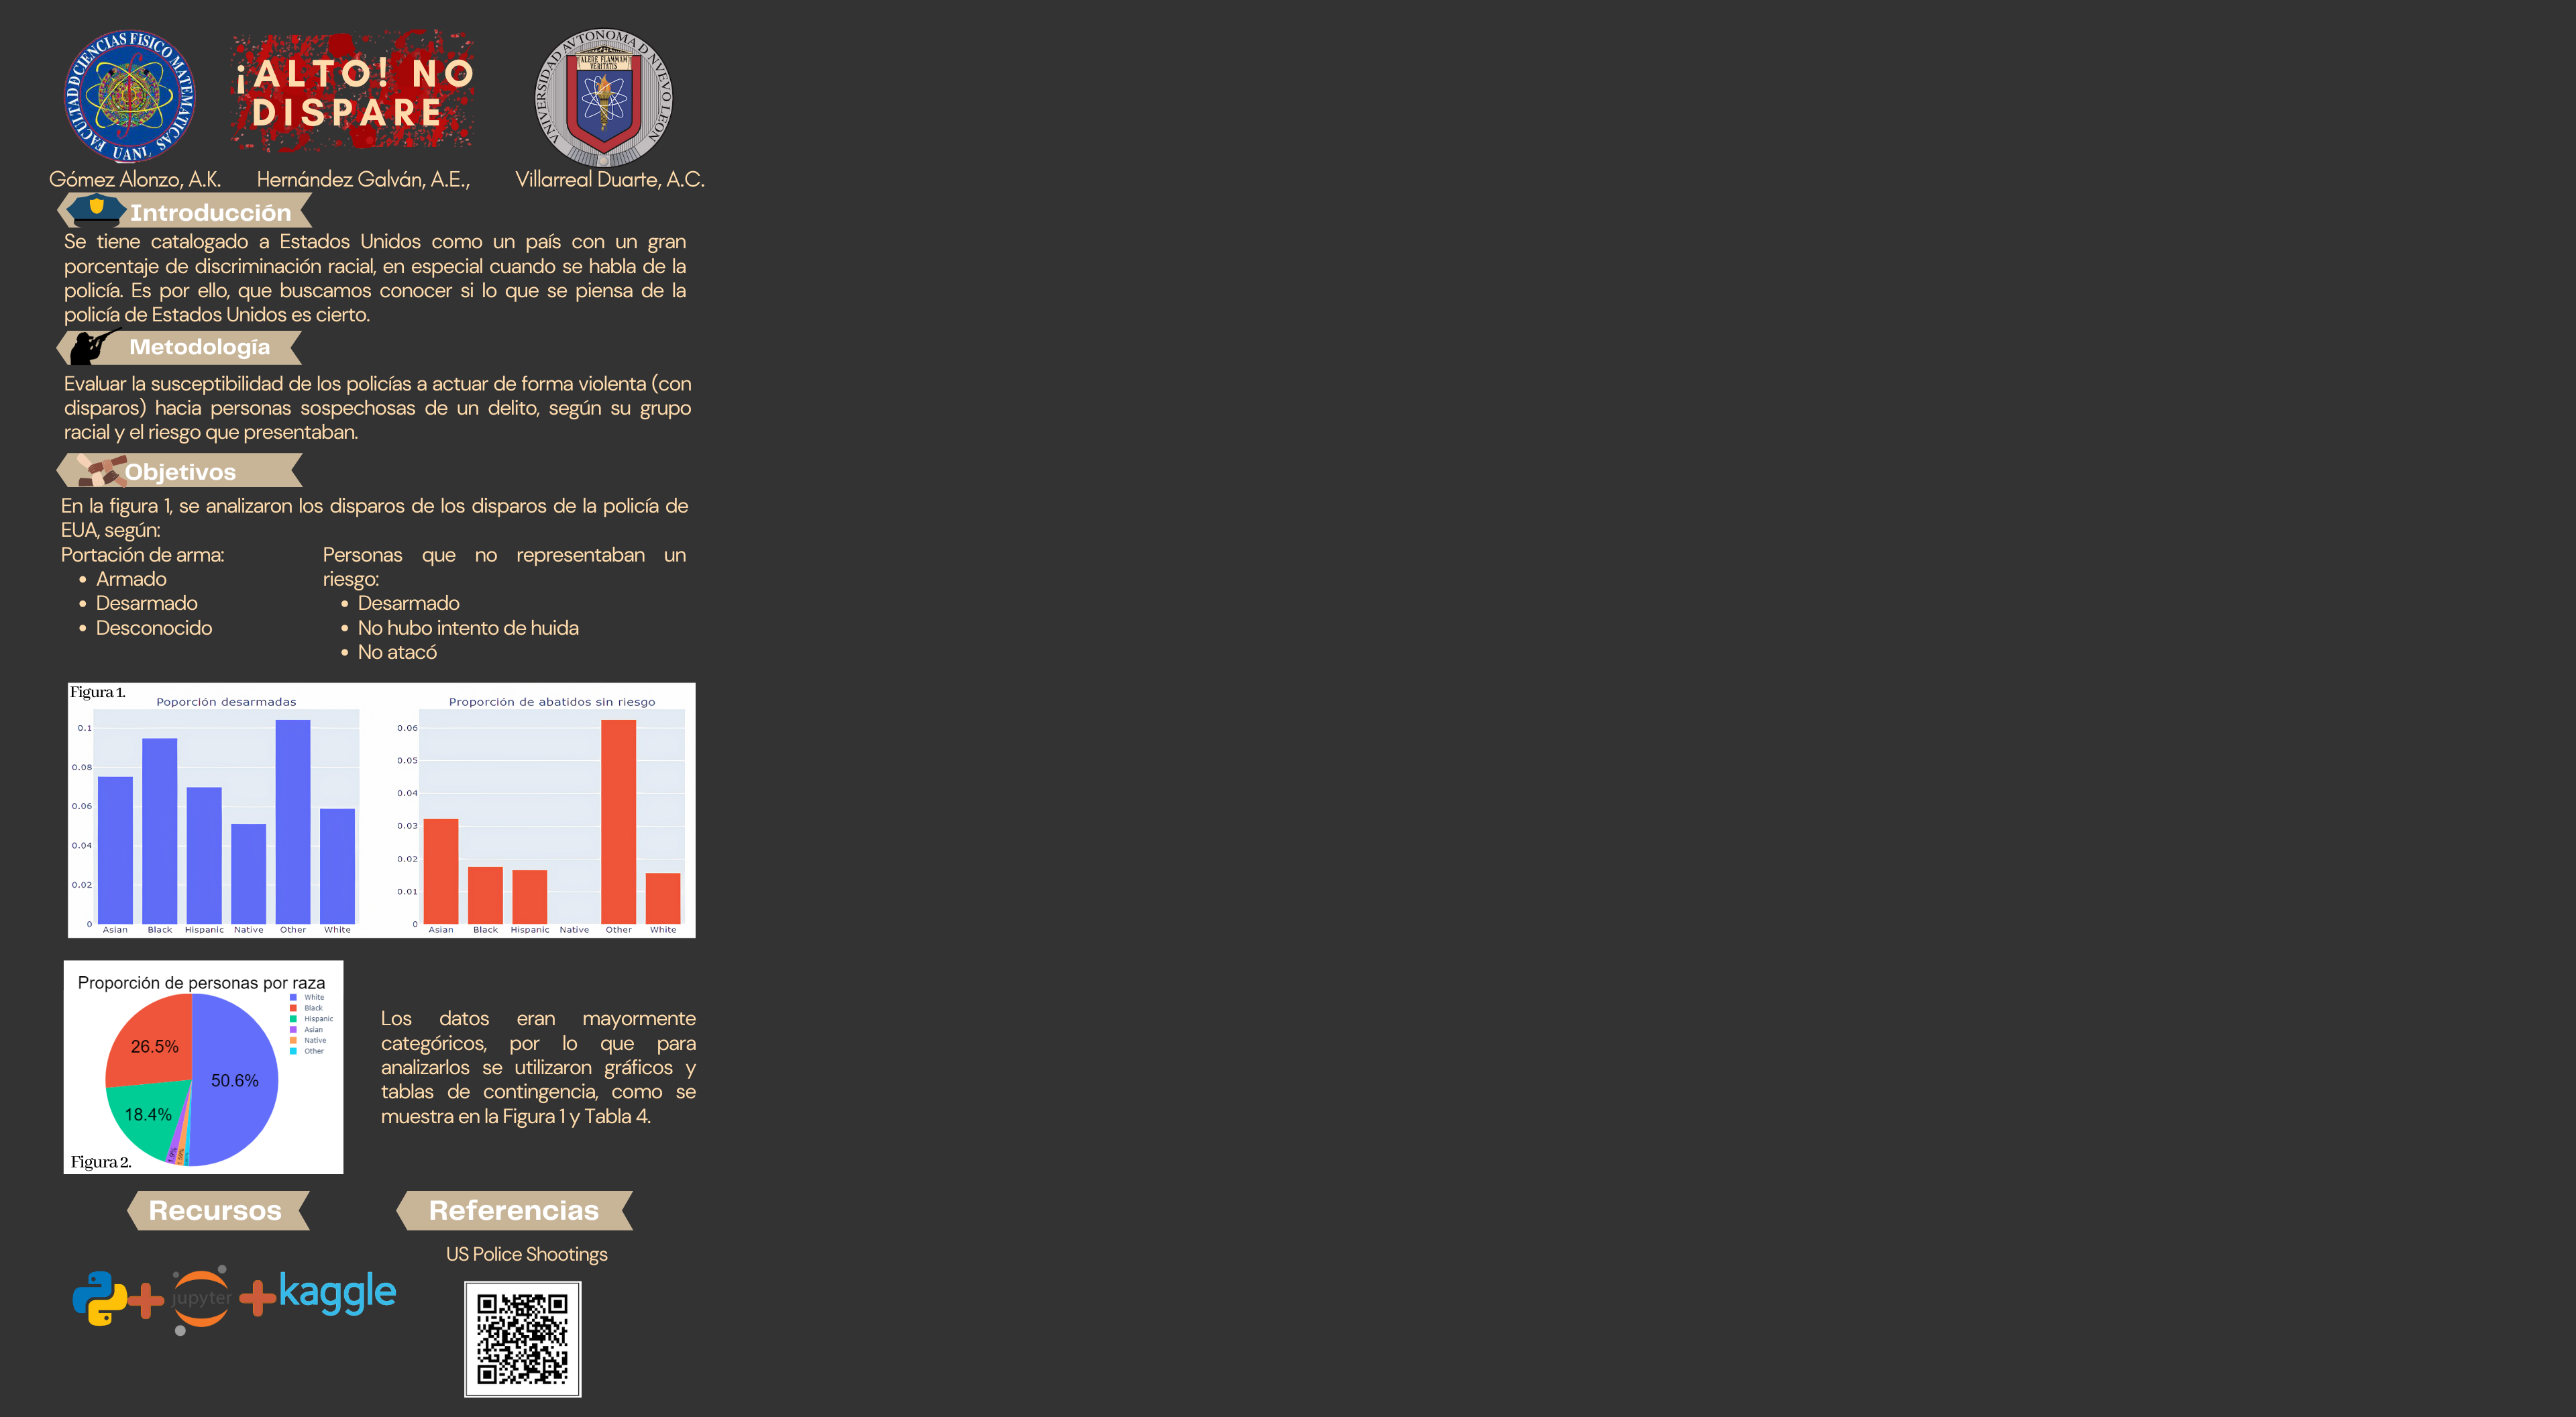 FACULTAD CIENCIAS FISICO MATEMATICAS
UANL
¡ALTO! NO
DISPARE
VNIVERSIDAD AVTONOMA D NVEVO LEON
ALERE FLAMMAM
VERITATIS
Gómez Alonzo, A.K.
Hernández Galván, A.E.,
Villarreal Duarte, A.C.
Introducción
Se tiene catalogado a Estados Unidos como un país con un gran
porcentaje de discriminación racial, en especial cuando se habla de la
policía. Es por ello, que buscamos conocer si lo que se piensa de la
policía de Estados Unidos es cierto.
Metodología
Evaluar la susceptibilidad de los policías a actuar de forma violenta (con
disparos) hacia personas sospechosas de un delito, según su grupo
racial y el riesgo que presentaban.
Objetivos
En la figura 1, se analizaron los disparos de los disparos de la policía de
EUA, según:
Portación de arma:
• Armado
• Desarmado
• Desconocido
Personas que no representaban un
riesgo:
• Desarmado
• No hubo intento de huida
• No atacó
Figura 1.
Poporción desarmadas
0.1
0.08
0.06
0.04
0.02
0
Asian Black Hispanic Native Other White
Proporción de abatidos sin riesgo
0.06
0.05
0.04
0.03
0.02
0.01
0
Asian Black Hispanic Native Other White
Proporción de personas por raza
White
Black
Hispanic
Asian
Native
Other
26.5%
50.6%
18.4%
Figura 2.
Los datos eran mayormente
categóricos, por lo que para
analizarlos se utilizaron gráficos y
tablas de contingencia, como se
muestra en la Figura 1 y Tabla 4.
Recursos
Referencias
US Police Shootings
jupyter
kaggle